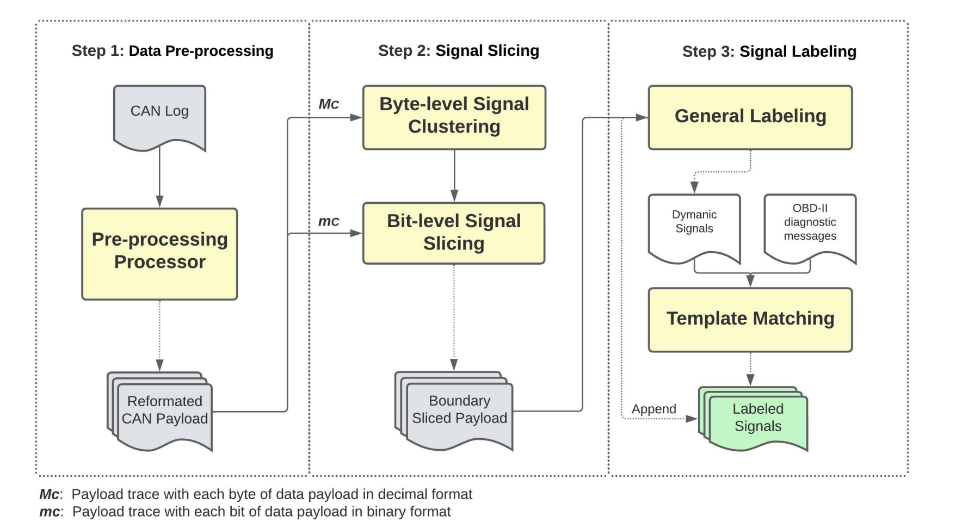 Step 1: Data Pre-processing
Step 2: Signal Slicing
Step 3: Signal Labeling
CAN Log
Pre-processing
Processor
Reformated
CAN Payload
Mc
mc
Byte-level Signal
Clustering
Bit-level Signal
Slicing
Boundary
Sliced Payload
General Labeling
Dymanic
Signals
OBD-II
diagnostic
messages
Template Matching
Append
Labeled
Signals
Mc: Payload trace with each byte of data payload in decimal format
mc: Payload trace with each bit of data payload in binary format